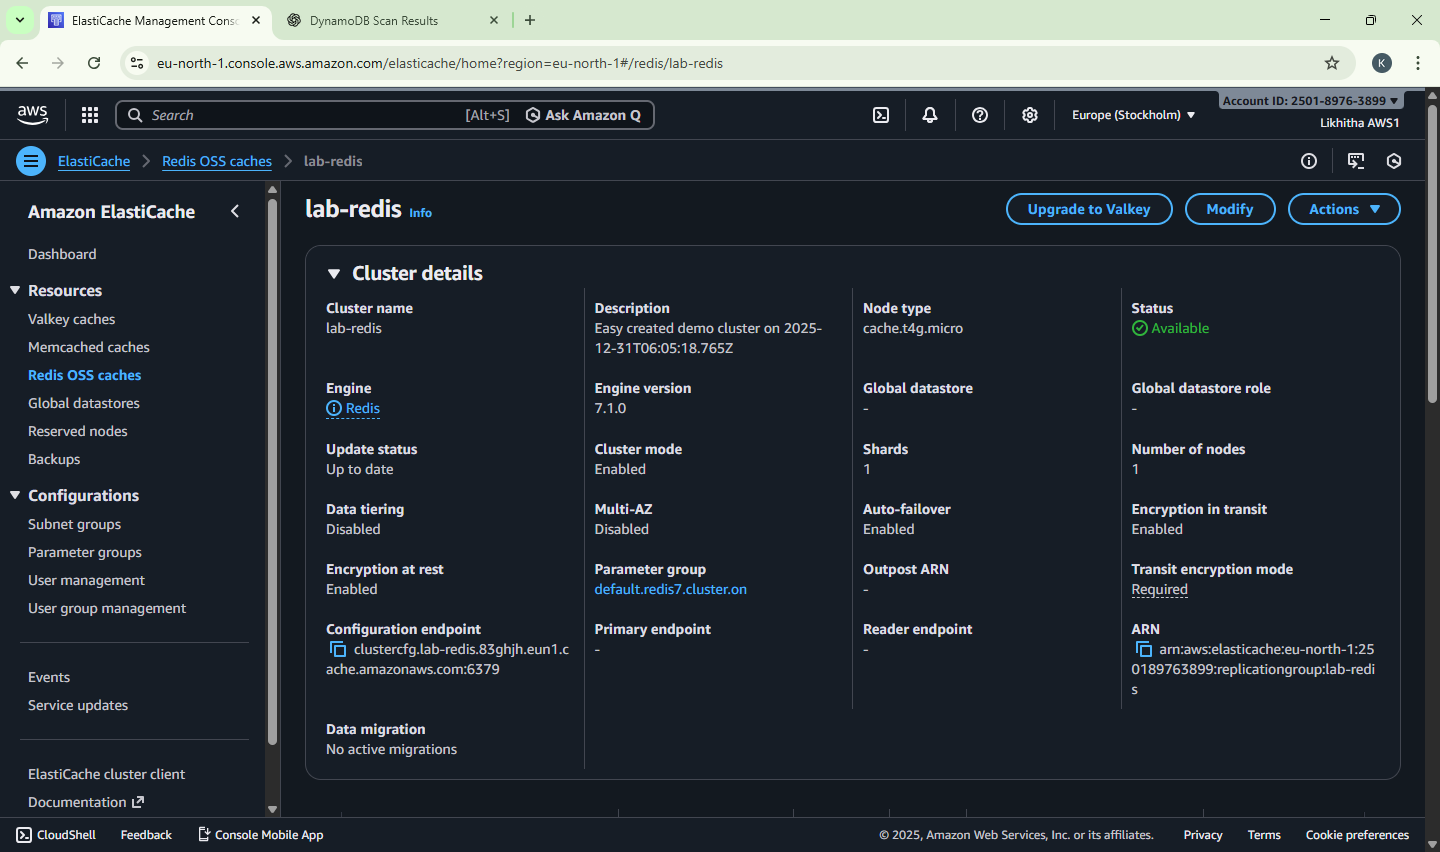 ElastiCache Management Conso
DynamoDB Scan Results
eu-north-1.console.aws.amazon.com/elasticache/home?region=eu-north-1#/redis/lab-redis
K
aws
Search
[Alt+S]
Ask Amazon Q
Europe (Stockholm)
Account ID: 2501-8976-3899
Likhitha AWS1
ElastiCache
Redis OSS caches
lab-redis
Amazon ElastiCache
Dashboard
Resources
Valkey caches
Memcached caches
Redis OSS caches
Global datastores
Reserved nodes
Backups
Configurations
Subnet groups
Parameter groups
User management
User group management
Events
Service updates
ElastiCache cluster client
Documentation
lab-redis
Info
Upgrade to Valkey
Modify
Actions
Cluster details
Cluster name
lab-redis
Description
Easy created demo cluster on 2025-
12-31T06:05:18.765Z
Node type
cache.t4g.micro
Status
Available
Engine
Redis
Engine version
7.1.0
Global datastore
-
Global datastore role
-
Update status
Up to date
Cluster mode
Enabled
Shards
1
Number of nodes
1
Data tiering
Disabled
Multi-AZ
Disabled
Auto-failover
Enabled
Encryption in transit
Enabled
Encryption at rest
Enabled
Parameter group
default.redis7.cluster.on
Outpost ARN
-
Transit encryption mode
Required
Configuration endpoint
clustercfg.lab-redis.83ghjh.eun1.c
ache.amazonaws.com:6379
Primary endpoint
-
Reader endpoint
-
ARN
arn:aws:elasticache:eu-north-1:25
0189763899:replicationgroup:lab-redi
s
Data migration
No active migrations
CloudShell
Feedback
Console Mobile App
© 2025, Amazon Web Services, Inc. or its affiliates.
Privacy
Terms
Cookie preferences